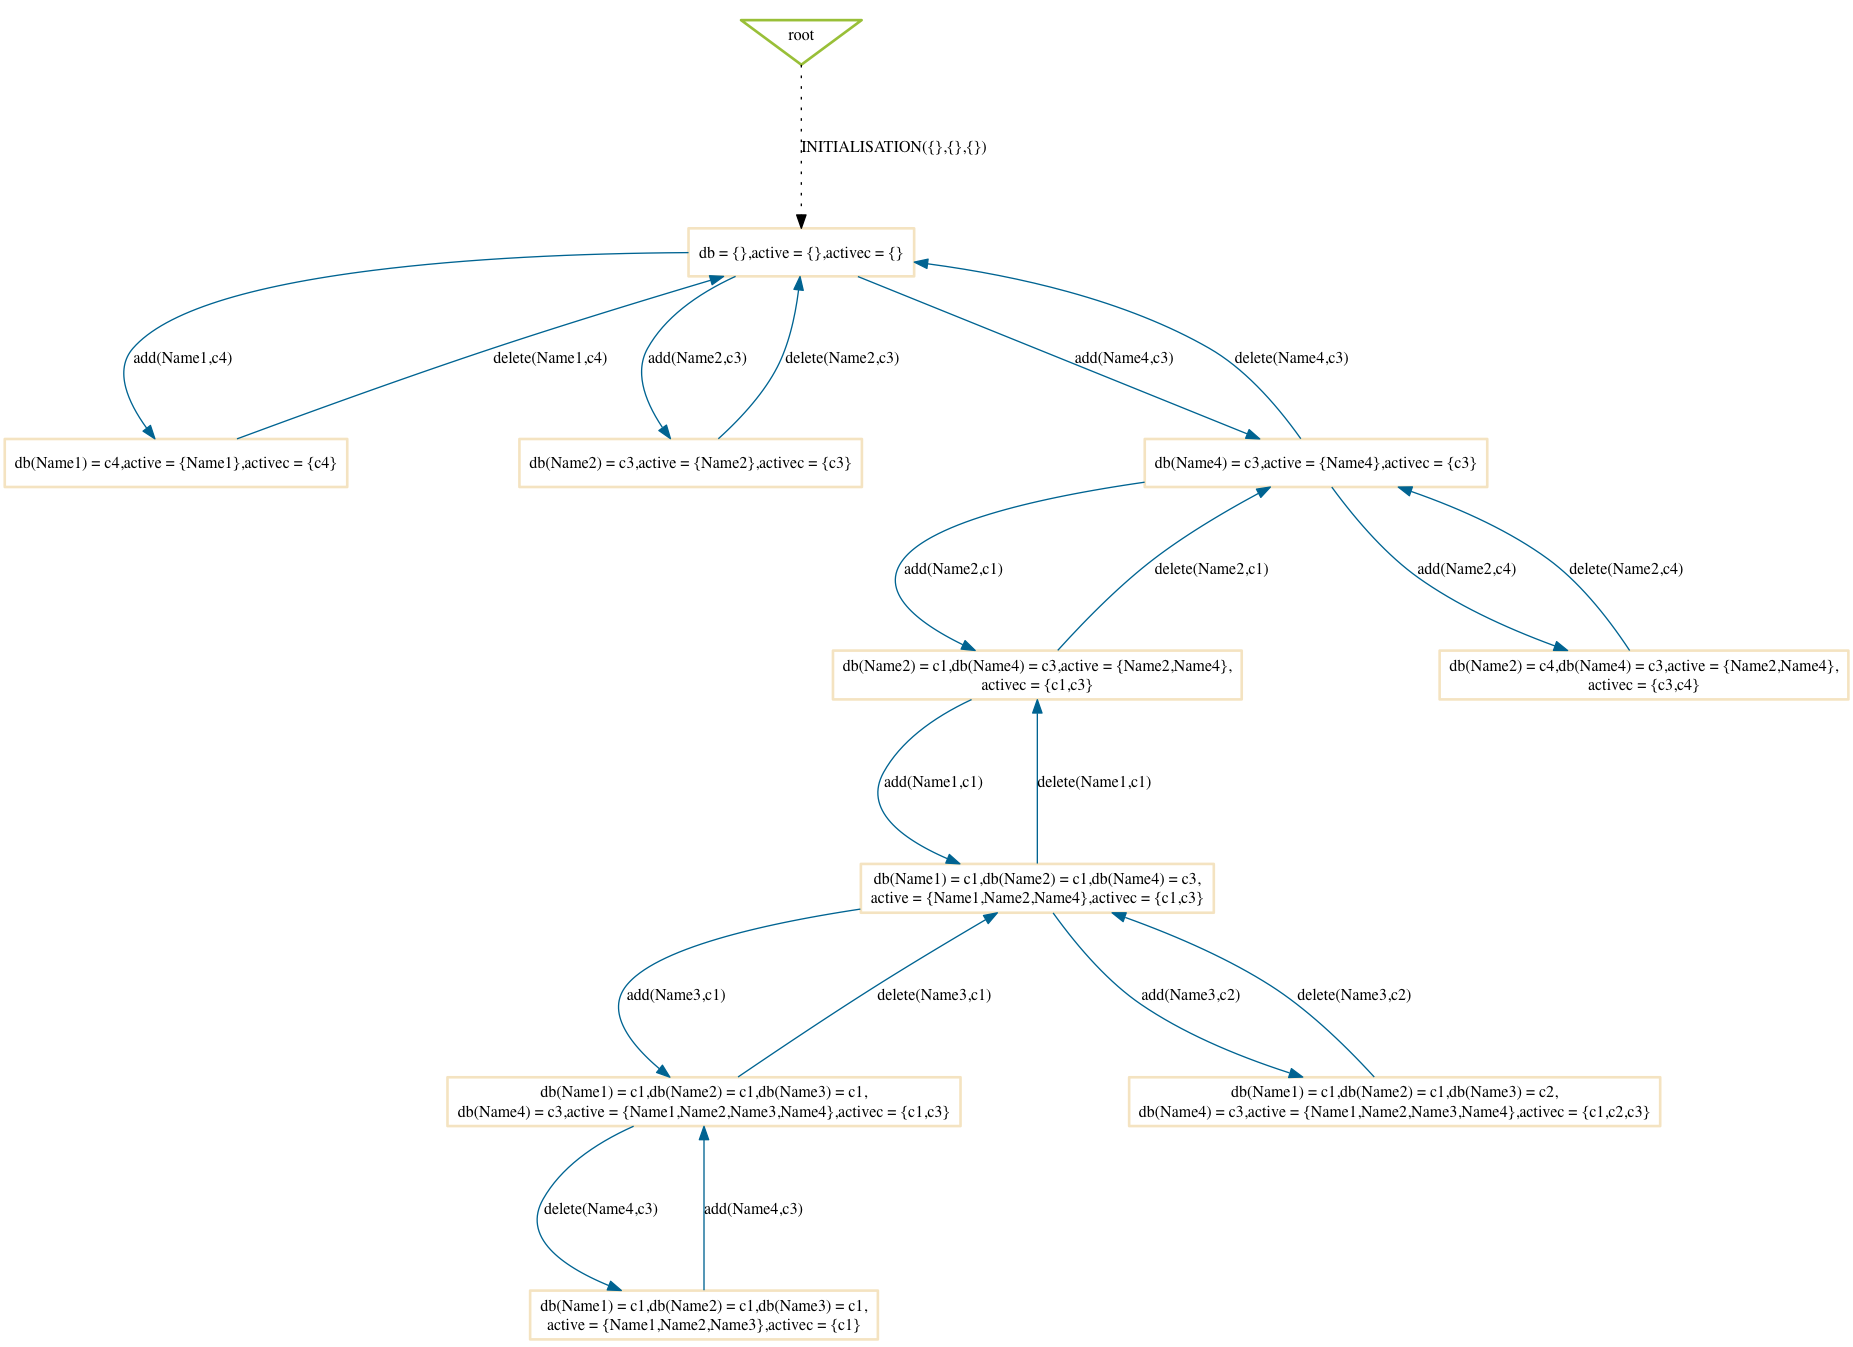 root
INITIALISATION({},{},{})
db = {},active = {},activec = {}
add(Name1,c4)
delete(Name1,c4)
add(Name2,c3)
delete(Name2,c3)
add(Name4,c3)
delete(Name4,c3)
db(Name1) = c4,active = {Name1},activec = {c4}
db(Name2) = c3,active = {Name2},activec = {c3}
db(Name4) = c3,active = {Name4},activec = {c3}
add(Name2,c1)
delete(Name2,c1)
add(Name2,c4)
delete(Name2,c4)
db(Name2) = c1,db(Name4) = c3,active = {Name2,Name4},
activec = {c1,c3}
db(Name2) = c4,db(Name4) = c3,active = {Name2,Name4},
activec = {c3,c4}
add(Name1,c1)
delete(Name1,c1)
db(Name1) = c1,db(Name2) = c1,db(Name4) = c3,
active = {Name1,Name2,Name4},activec = {c1,c3}
add(Name3,c1)
delete(Name3,c1)
add(Name3,c2)
delete(Name3,c2)
db(Name1) = c1,db(Name2) = c1,db(Name3) = c1,
db(Name4) = c3,active = {Name1,Name2,Name3,Name4},activec = {c1,c3}
db(Name1) = c1,db(Name2) = c1,db(Name3) = c2,
db(Name4) = c3,active = {Name1,Name2,Name3,Name4},activec = {c1,c2,c3}
delete(Name4,c3)
add(Name4,c3)
db(Name1) = c1,db(Name2) = c1,db(Name3) = c1,
active = {Name1,Name2,Name3},activec = {c1}